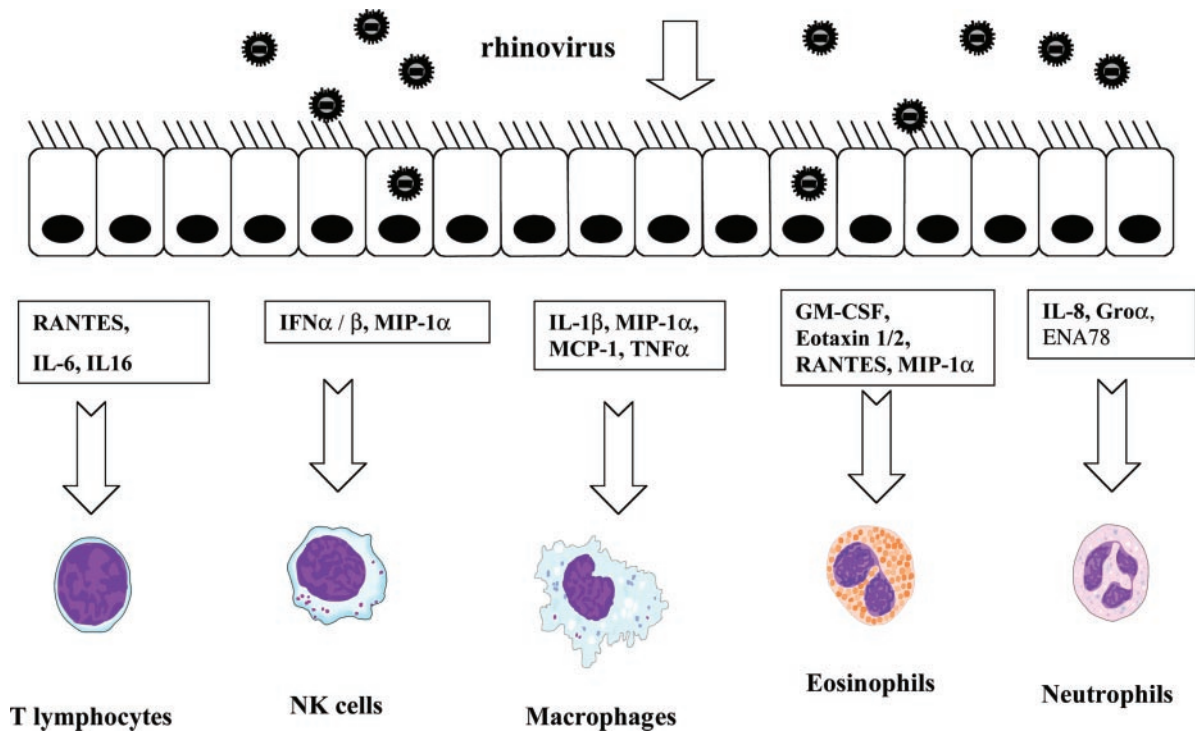 rhinovirus
RANTES,
IL-6, IL16
IFNα / β, MIP-1α
IL-1β, MIP-1α,
MCP-1, TNFα
GM-CSF,
Eotaxin 1/2,
RANTES, MIP-1α
IL-8, Groα,
ENA78
T lymphocytes
NK cells
Macrophages
Eosinophils
Neutrophils